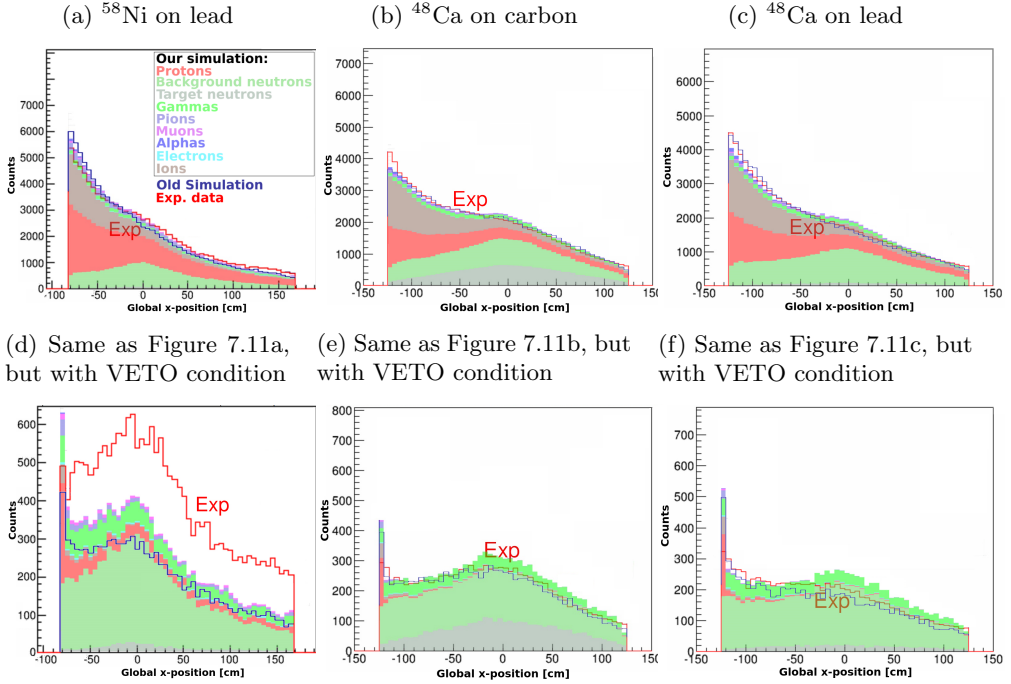 (a) ⁵⁸Ni on lead
(b) ⁴⁸Ca on carbon
(c) ⁴⁸Ca on lead
Counts
7000
6000
5000
4000
3000
2000
1000
0
Our simulation:
Protons
Background neutrons
Target neutrons
Gammas
Pions
Muons
Alphas
Electrons
Ions
Old Simulation
Exp. data
Exp
-100 -50 0 50 100 150
Global x-position [cm]
Counts
7000
6000
5000
4000
3000
2000
1000
0
Exp
-150 -100 -50 0 50 100 150
Global x-position [cm]
Counts
6000
5000
4000
3000
2000
1000
0
Exp
-150 -100 -50 0 50 100 150
Global x-position [cm]
(d) Same as Figure 7.11a,
but with VETO condition
(e) Same as Figure 7.11b, but
with VETO condition
(f) Same as Figure 7.11c, but
with VETO condition
Counts
600
500
400
300
200
100
0
Exp
-100 -50 0 50 100 150
Global x-position [cm]
Counts
800
700
600
500
400
300
200
100
0
Exp
-150 -100 -50 0 50 100 150
Global x-position [cm]
Counts
700
600
500
400
300
200
100
0
Exp
-150 -100 -50 0 50 100 150
Global x-position [cm]